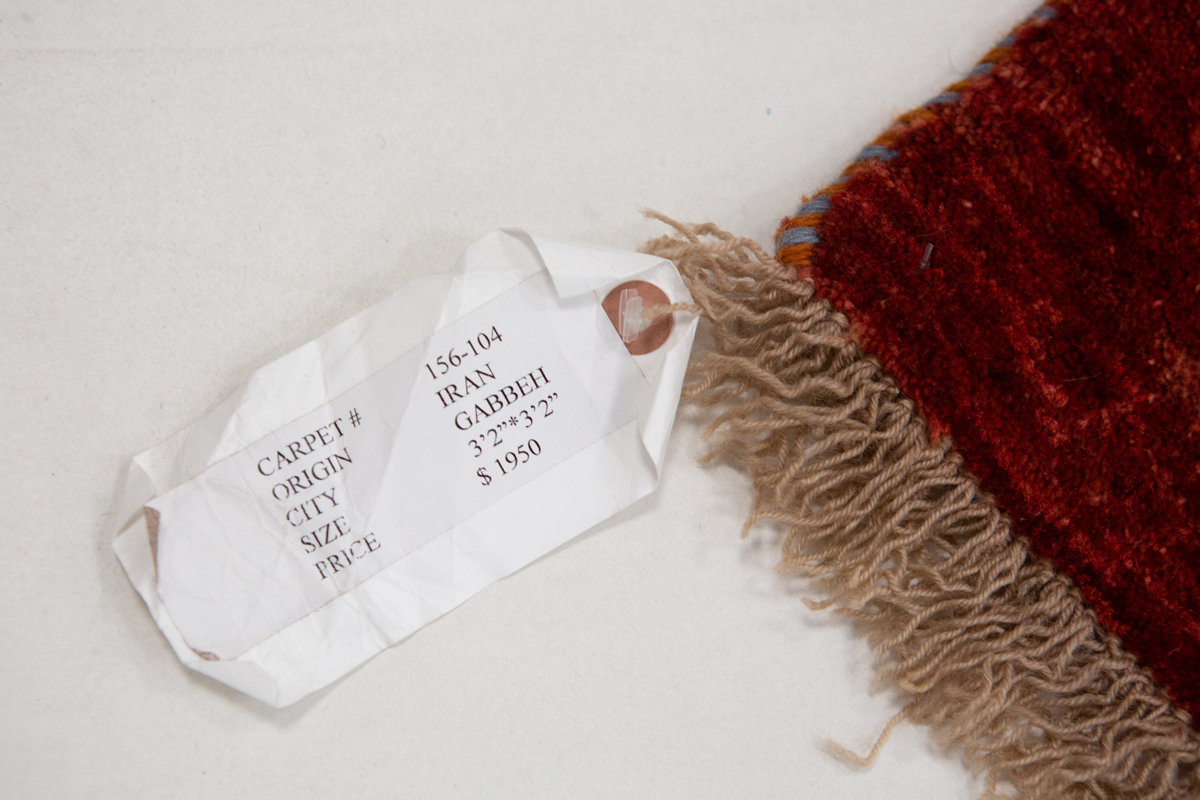 CARPET # 156-104
ORIGIN IRAN
CITY GABBEH
SIZE 3’2”*3’2”
PRICE $ 1950